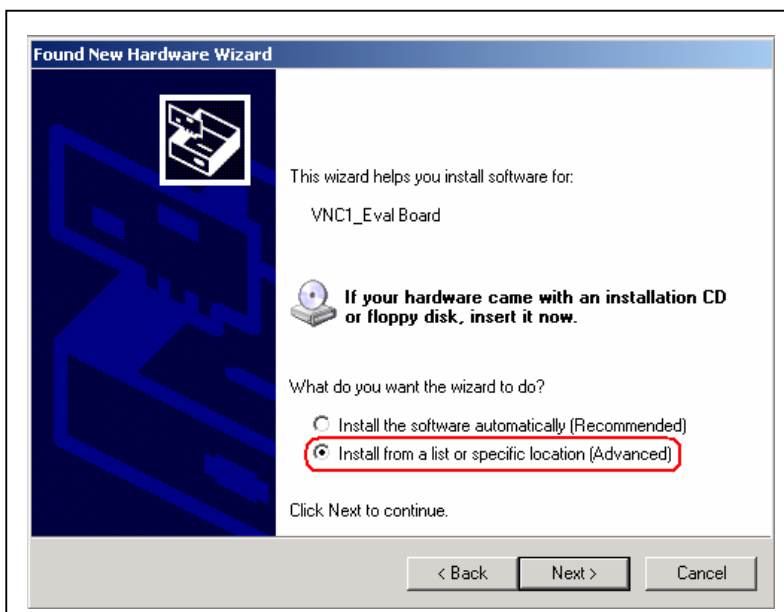 Found New Hardware Wizard
This wizard helps you install software for:
VNC1_Eval Board
If your hardware came with an installation CD
or floppy disk, insert it now.
What do you want the wizard to do?
Install the software automatically (Recommended)
Install from a list or specific location (Advanced)
Click Next to continue.
< Back Next > Cancel